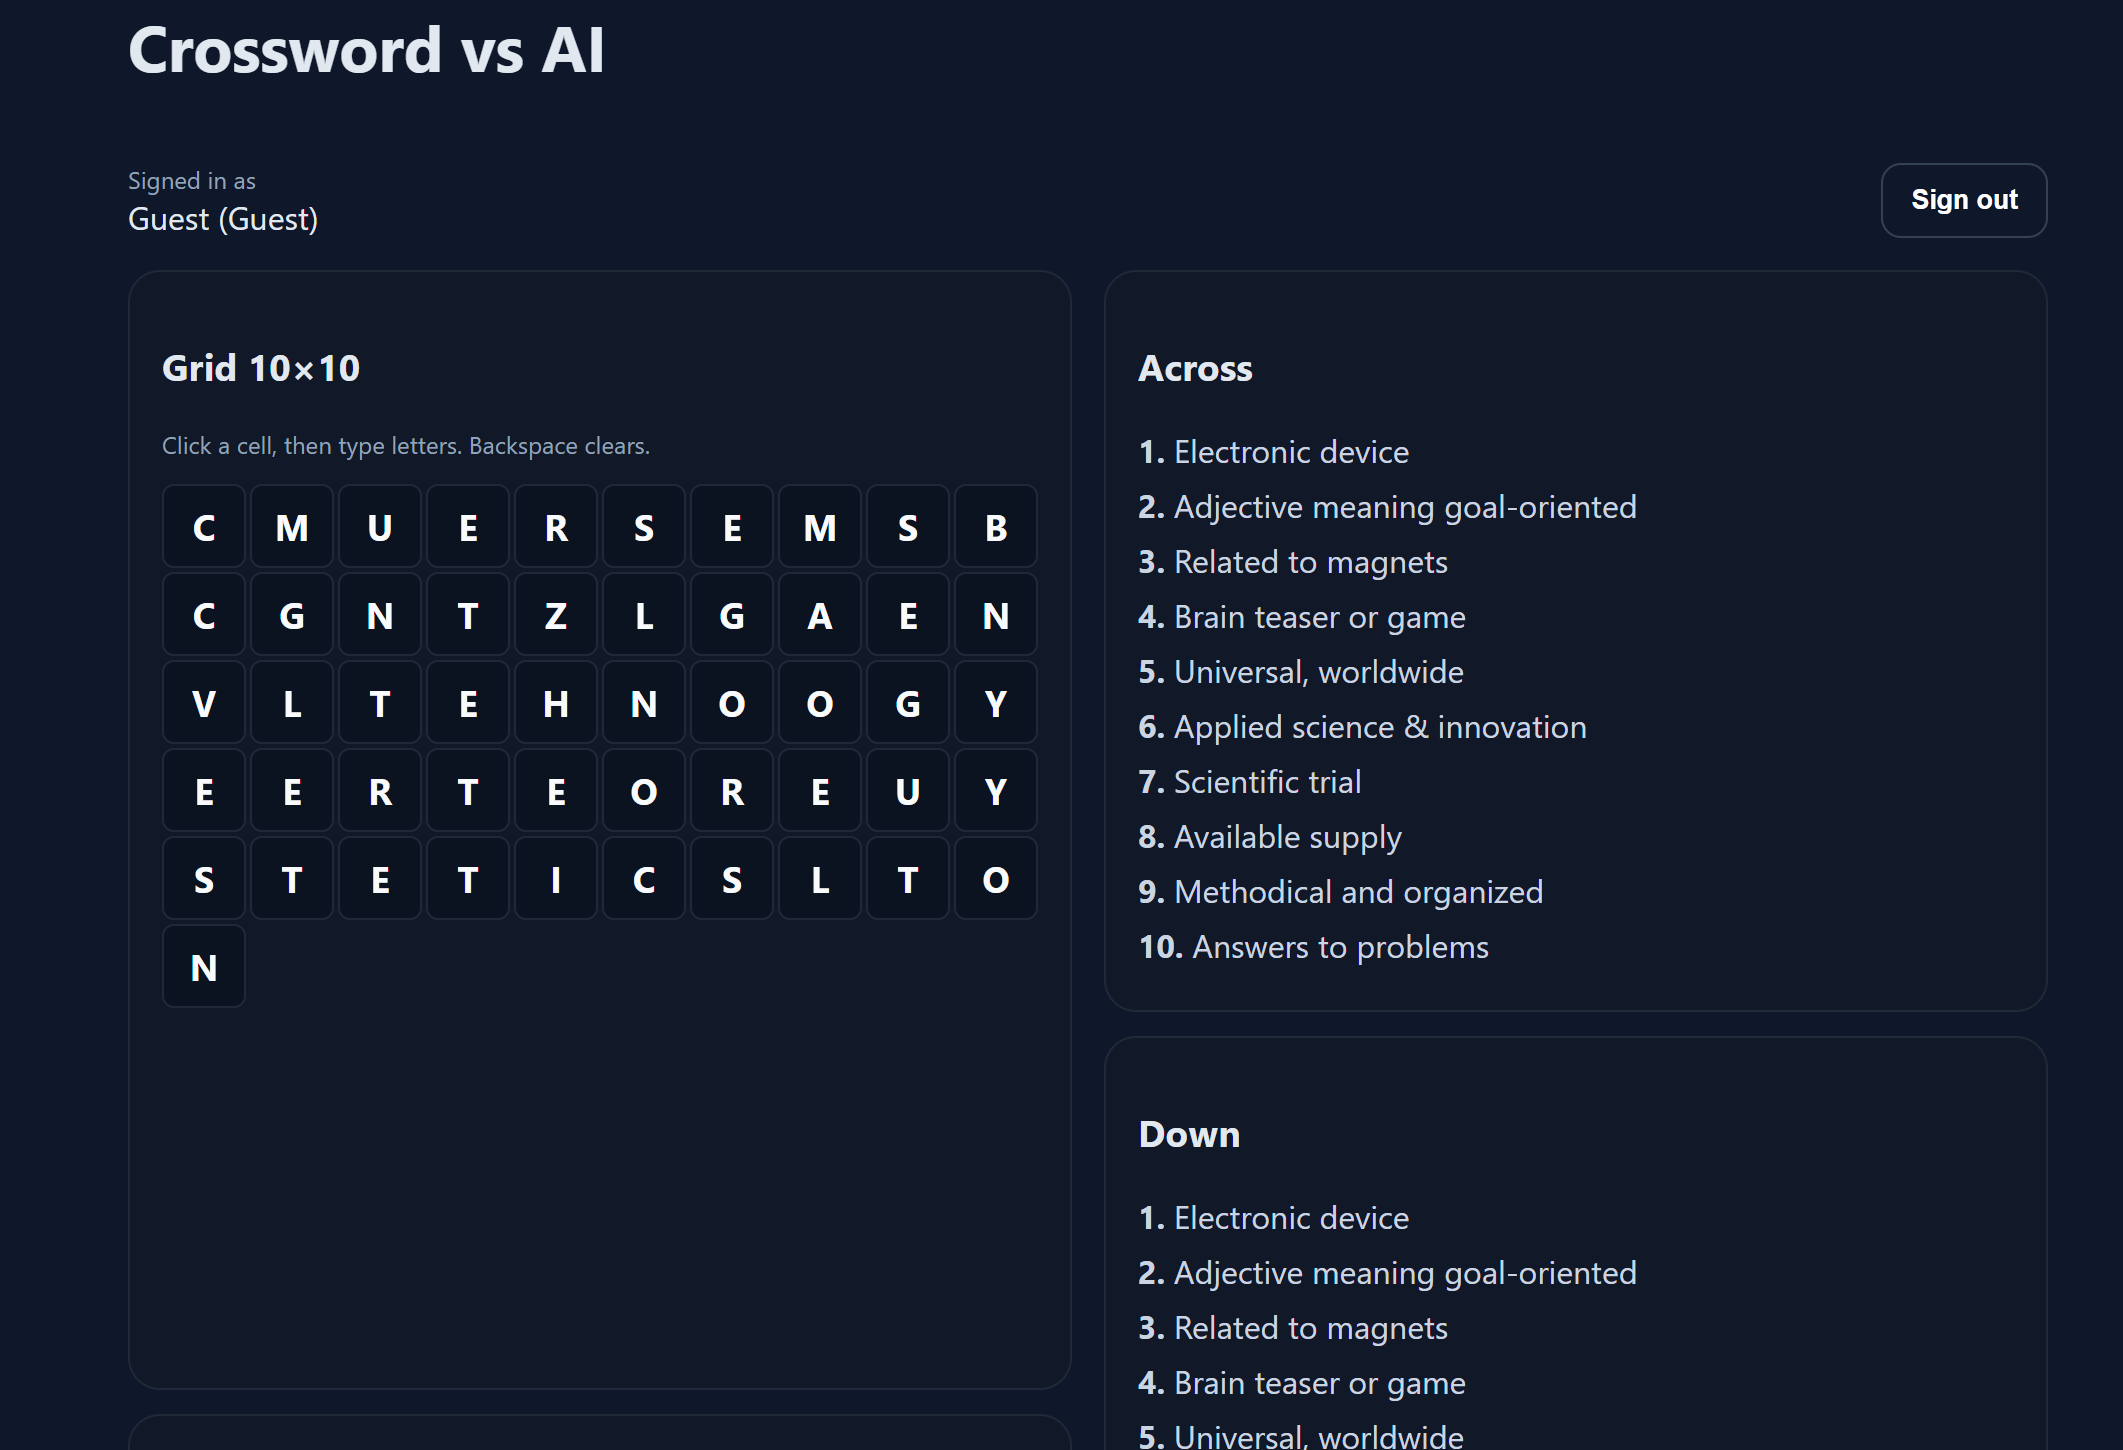 Crossword vs AI
Signed in as
Guest (Guest)
Sign out
Grid 10×10
Click a cell, then type letters. Backspace clears.
C M U E R S E M S B
C G N T Z L G A E N
V L T E H N O O G Y
E E R T E O R E U Y
S T E T I C S L T O
N
Across
1. Electronic device
2. Adjective meaning goal-oriented
3. Related to magnets
4. Brain teaser or game
5. Universal, worldwide
6. Applied science & innovation
7. Scientific trial
8. Available supply
9. Methodical and organized
10. Answers to problems
Down
1. Electronic device
2. Adjective meaning goal-oriented
3. Related to magnets
4. Brain teaser or game
5. Universal, worldwide